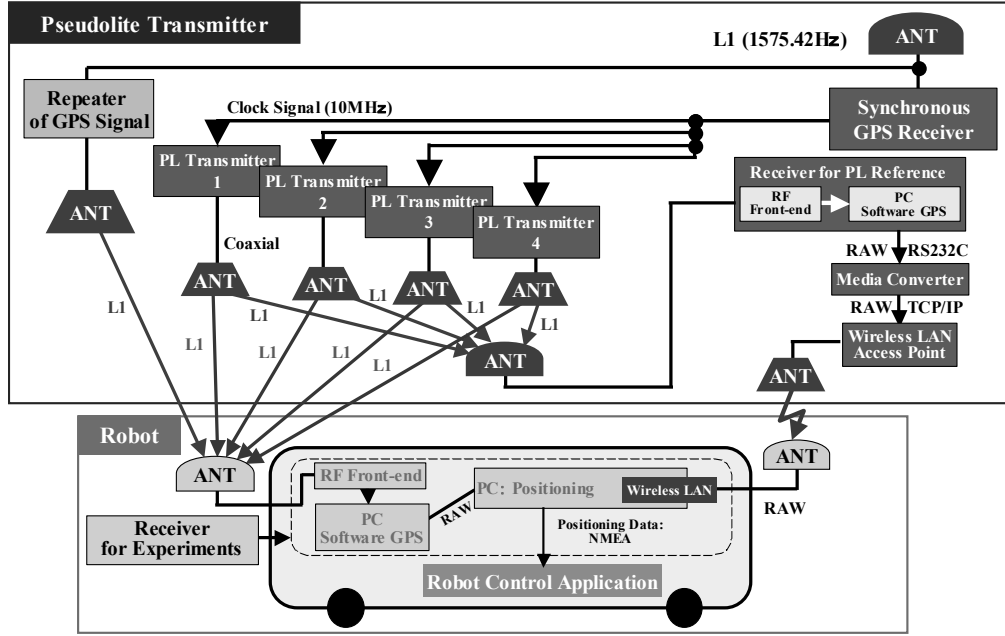 Pseudolite Transmitter
L1 (1575.42Hz)
ANT
Repeater
of GPS Signal
Clock Signal (10MHz)
Synchronous
GPS Receiver
PL Transmitter
1
PL Transmitter
2
PL Transmitter
3
PL Transmitter
4
Receiver for PL Reference
RF
Front-end
PC
Software GPS
ANT
Coaxial
RAW
RS232C
Media Converter
ANT
ANT
ANT
ANT
L1
L1
L1
L1
L1
L1
L1
L1
L1
RAW
TCP/IP
Wireless LAN
Access Point
ANT
ANT
Robot
ANT
ANT
RF Front-end
PC
Software GPS
RAW
PC: Positioning
Wireless LAN
RAW
Receiver
for Experiments
Positioning Data:
NMEA
Robot Control Application